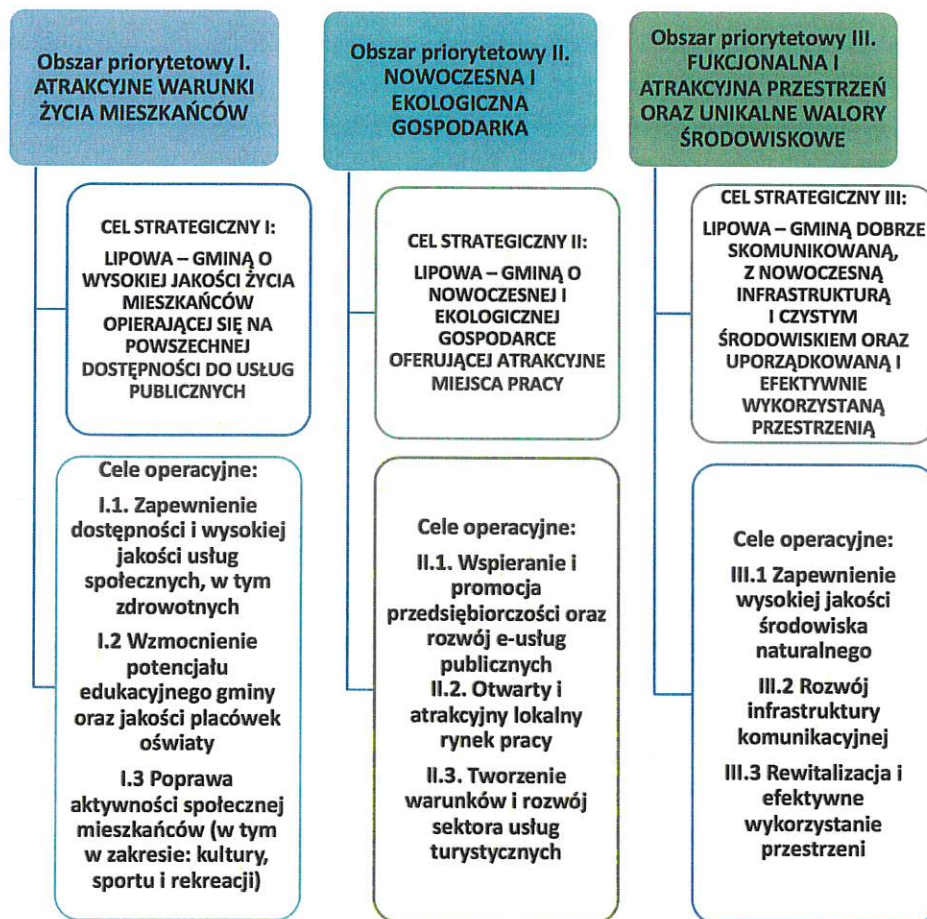 Obszar priorytetowy I.
ATRAKCYJNE WARUNKI
ŻYCIA MIESZKAŃCÓW
CEL STRATEGICZNY I:
LIPOWA – GMINĄ O
WYSOKIEJ JAKOŚCI ŻYCIA
MIESZKAŃCÓW
OPIERAJĄCEJ SIĘ NA
POWSZECHNEJ
DOSTĘPNOŚCI DO USŁUG
PUBLICZNYCH
Cele operacyjne:
I.1. Zapewnienie
dostępności i wysokiej
jakości usług
społecznych, w tym
zdrowotnych
I.2 Wzmocnienie
potencjału
edukacyjnego gminy
oraz jakości placówek
oświaty
I.3 Poprawa
aktywności społecznej
mieszkańców (w tym
w zakresie: kultury,
sportu i rekreacji)
Obszar priorytetowy II.
NOWOCZESNA I
EKOLOGICZNA
GOSPODARKA
CEL STRATEGICZNY II:
LIPOWA – GMINĄ O
NOWOCZESNEJ I
EKOLOGICZNEJ
GOSPODARCE
OFERUJĄCEJ ATRAKCYJNE
MIEJSCA PRACY
Cele operacyjne:
II.1. Wspieranie i
promocja
przedsiębiorczości oraz
rozwój e-usług
publicznych
II.2. Otwarty i
atrakcyjny lokalny
rynek pracy
II.3. Tworzenie
warunków i rozwój
sektora usług
turystycznych
Obszar priorytetowy III.
FUKCJONALNA I
ATRAKCYJNA PRZESTRZEŃ
ORAZ UNIKALNE WALORY
ŚRODOWISKOWE
CEL STRATEGICZNY III:
LIPOWA – GMINĄ DOBRZE
SKOMUNIKOWANĄ,
Z NOWOCZESNĄ
INFRASTRUKTURĄ
I CZYSTYM
ŚRODOWISKIEM ORAZ
UPORZĄDKOWANĄ I
EFEKTYWNIE
WYKORZYSTANĄ
PRZESTRZENIĄ
Cele operacyjne:
III.1 Zapewnienie
wysokiej jakości
środowiska
naturalnego
III.2 Rozwój
infrastruktury
komunikacyjnej
III.3 Rewitalizacja i
efektywne
wykorzystanie
przestrzeni